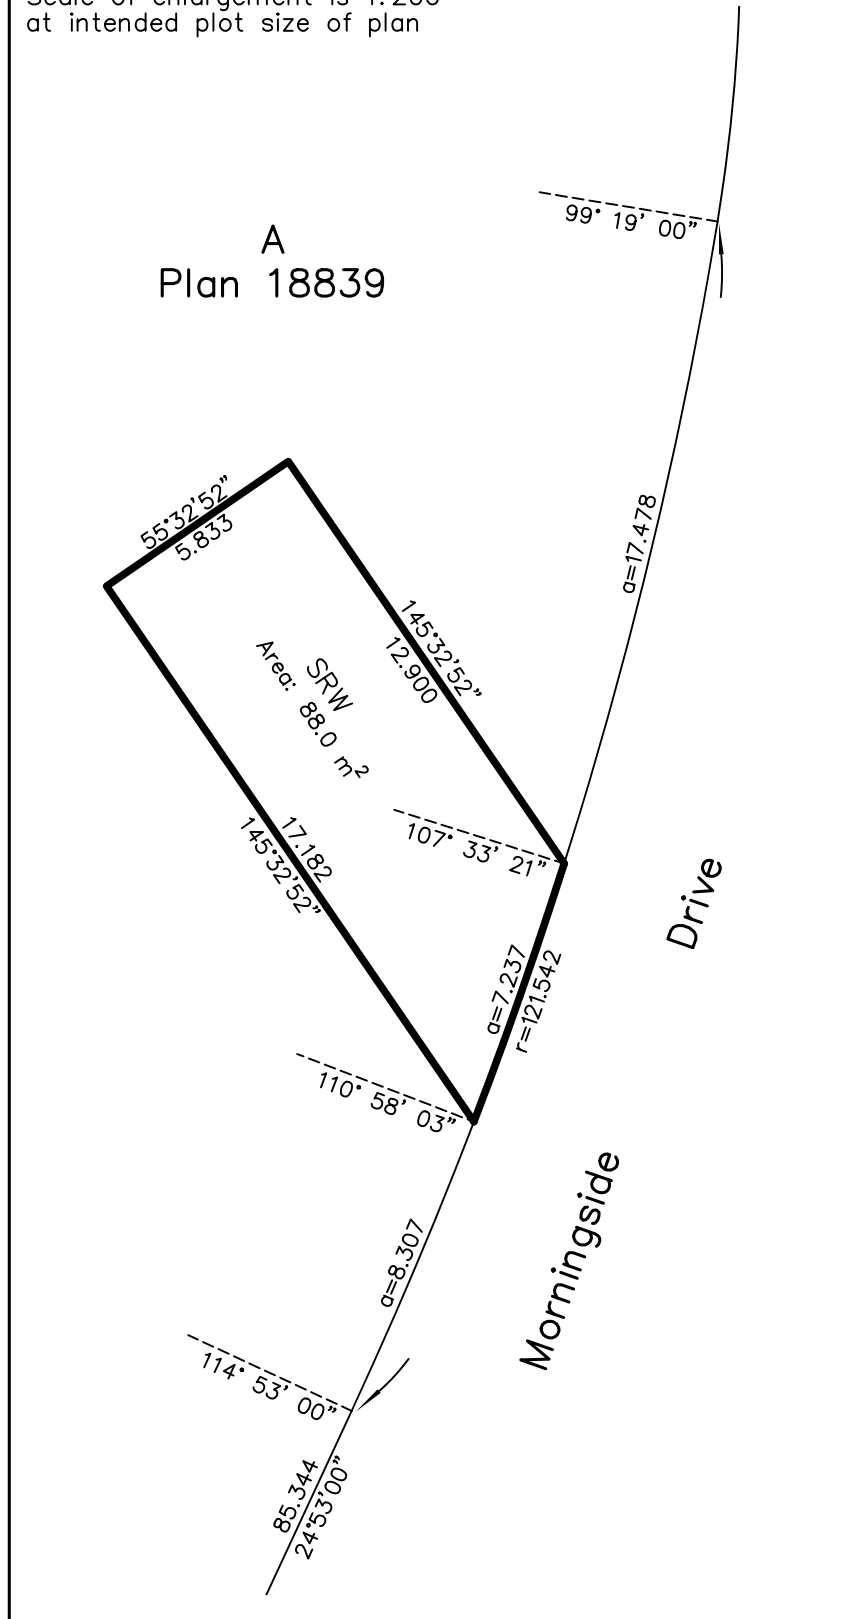 at intended plot size of plan
99° 19' 00"
A
Plan 18839
55°32'52"
5.833
a=17.478
145°32'52"
12.900
SRW
Area: 88.0 m²
17.182
145°32'52"
107° 33' 21"
Drive
a=7.237
r=121.542
110° 58' 03"
Morningside
a=8.307
114° 53' 00"
85.344
24°53'00"